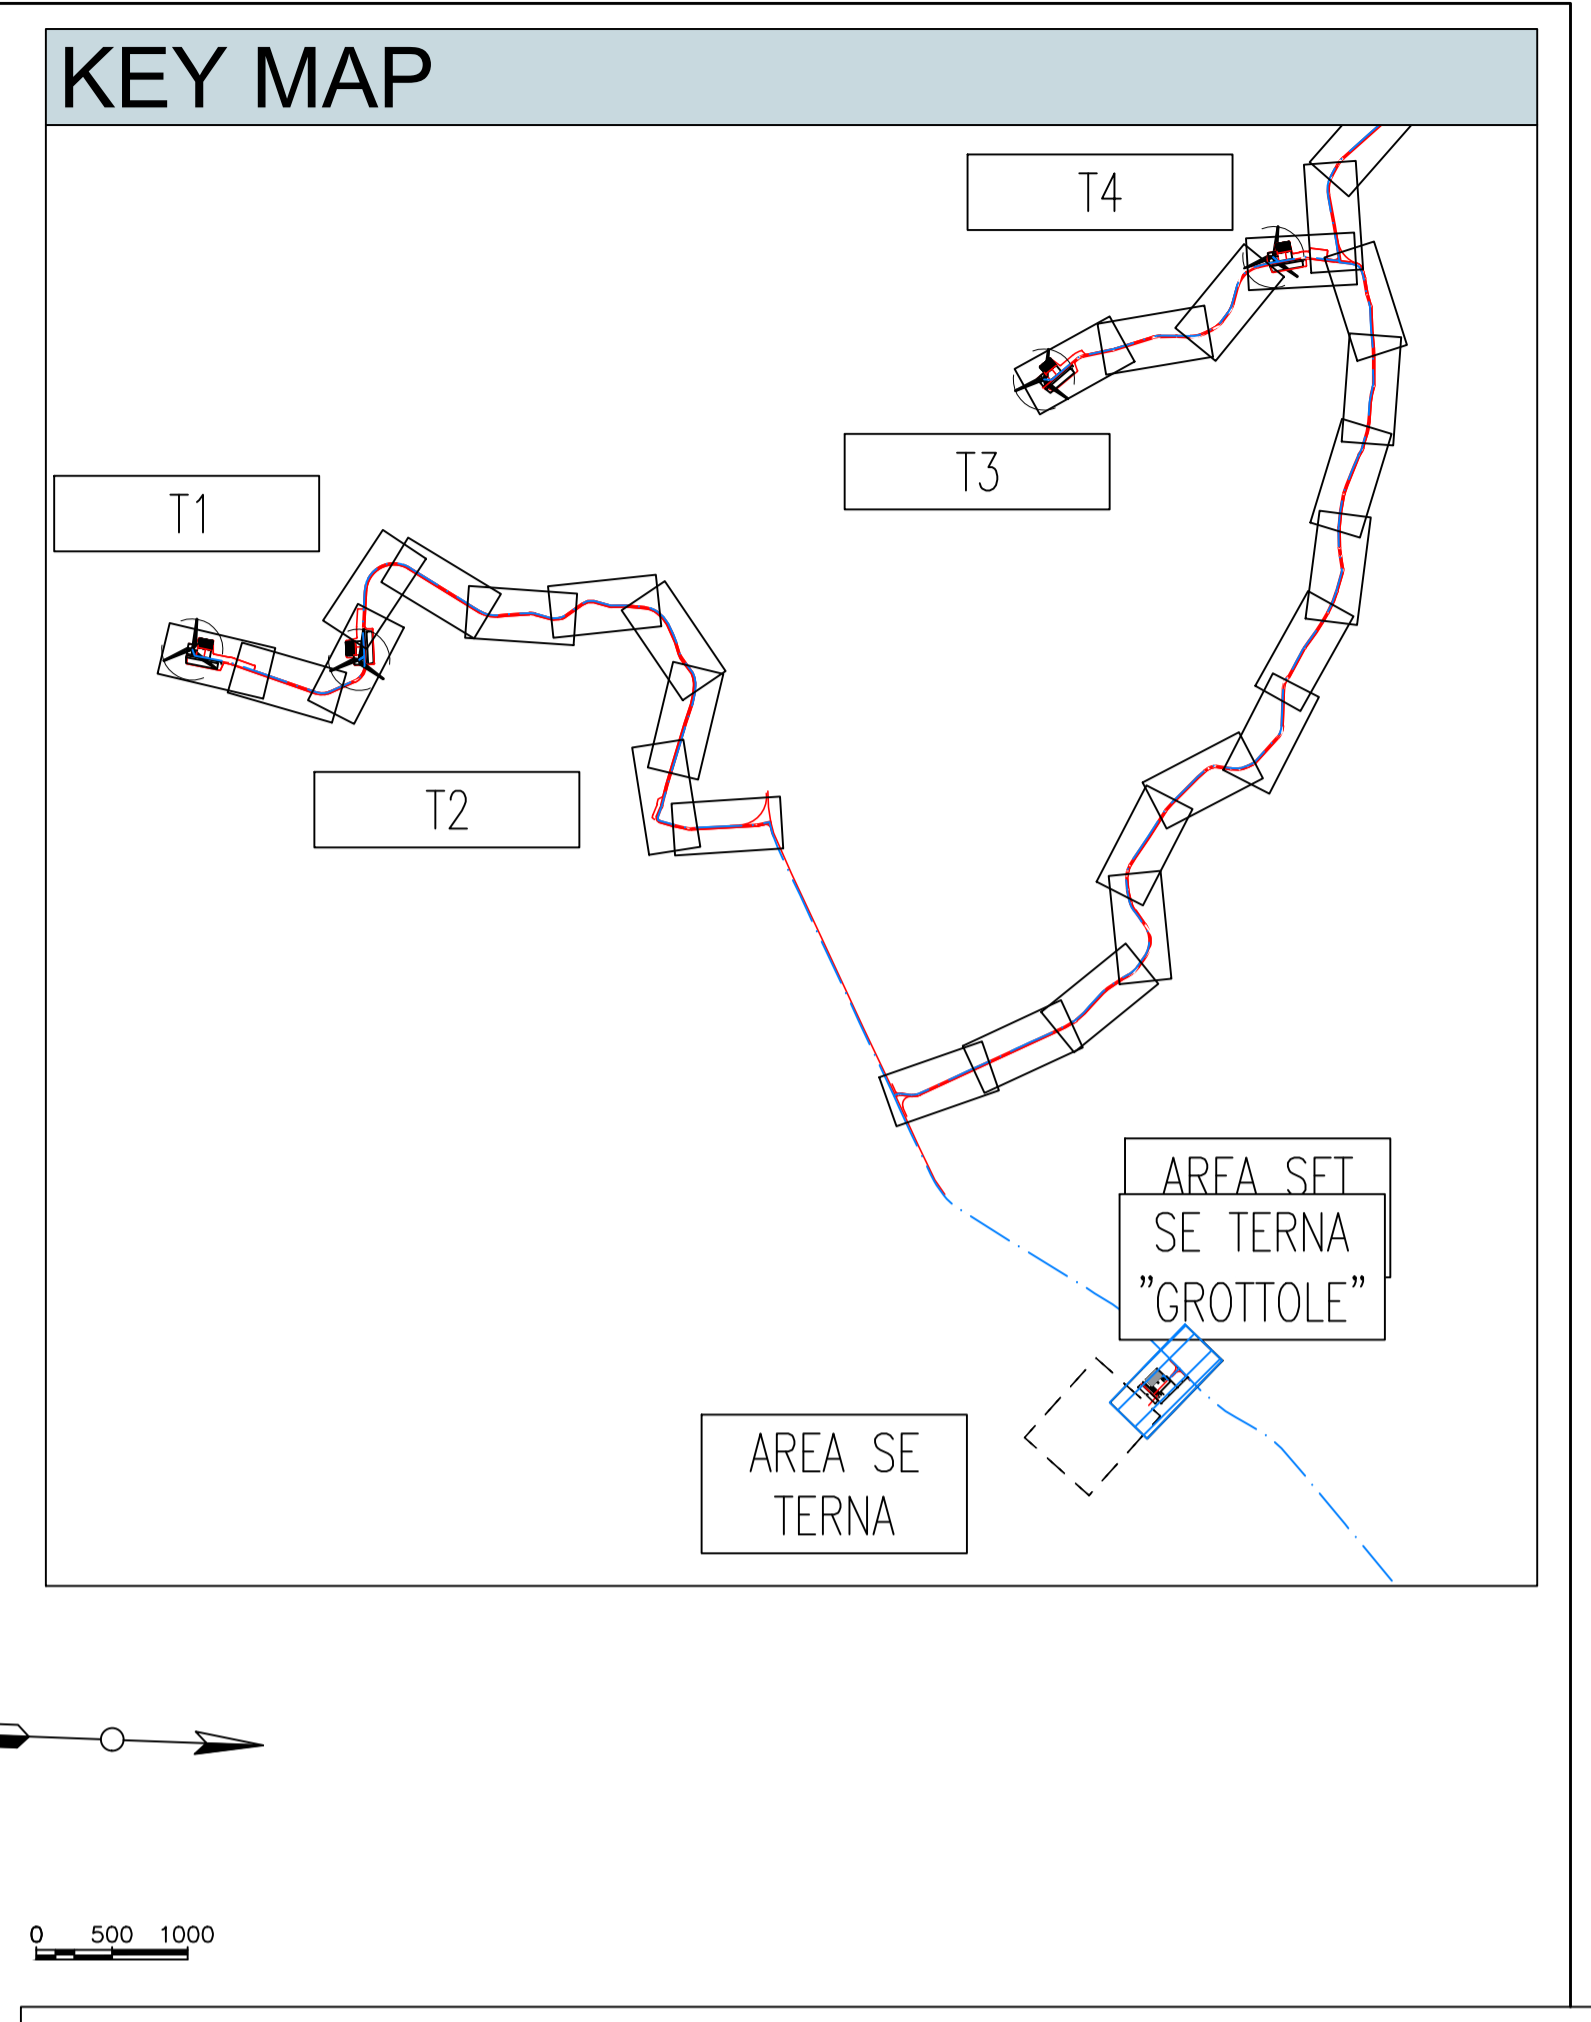 KEY MAP
T4
T3
T1
T2
AREA SET
SE TERNA
"GROTTOLE"
AREA SE
TERNA
0 500 1000